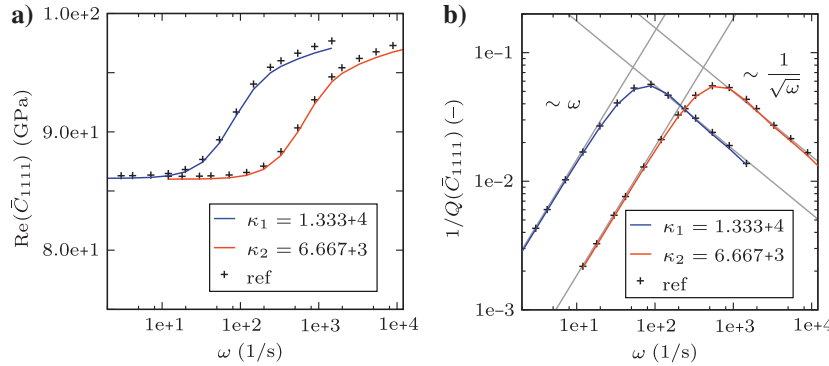 a)
Re(C̄₁₁₁₁) (GPa)
1.0e+2
9.0e+1
8.0e+1
κ₁ = 1.333+4
κ₂ = 6.667+3
ref
1e+1 1e+2 1e+3 1e+4
ω (1/s)
b)
1/Q(C̄₁₁₁₁) (−)
1e−1
1e−2
1e−3
∼ ω
∼ 1/√ω
κ₁ = 1.333+4
κ₂ = 6.667+3
ref
1e+1 1e+2 1e+3 1e+4
ω (1/s)